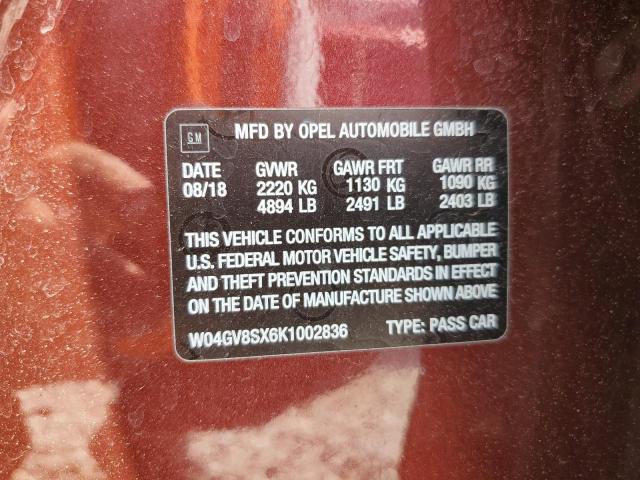 GM MFD BY OPEL AUTOMOBILE GMBH
DATE GVWR GAWR FRT GAWR RR
08/18 2220 KG 1130 KG 1090 KG
4894 LB 2491 LB 2403 LB
THIS VEHICLE CONFORMS TO ALL APPLICABLE
U.S. FEDERAL MOTOR VEHICLE SAFETY, BUMPER
AND THEFT PREVENTION STANDARDS IN EFFECT
ON THE DATE OF MANUFACTURE SHOWN ABOVE
W04GV8SX6K1002836 TYPE: PASS CAR